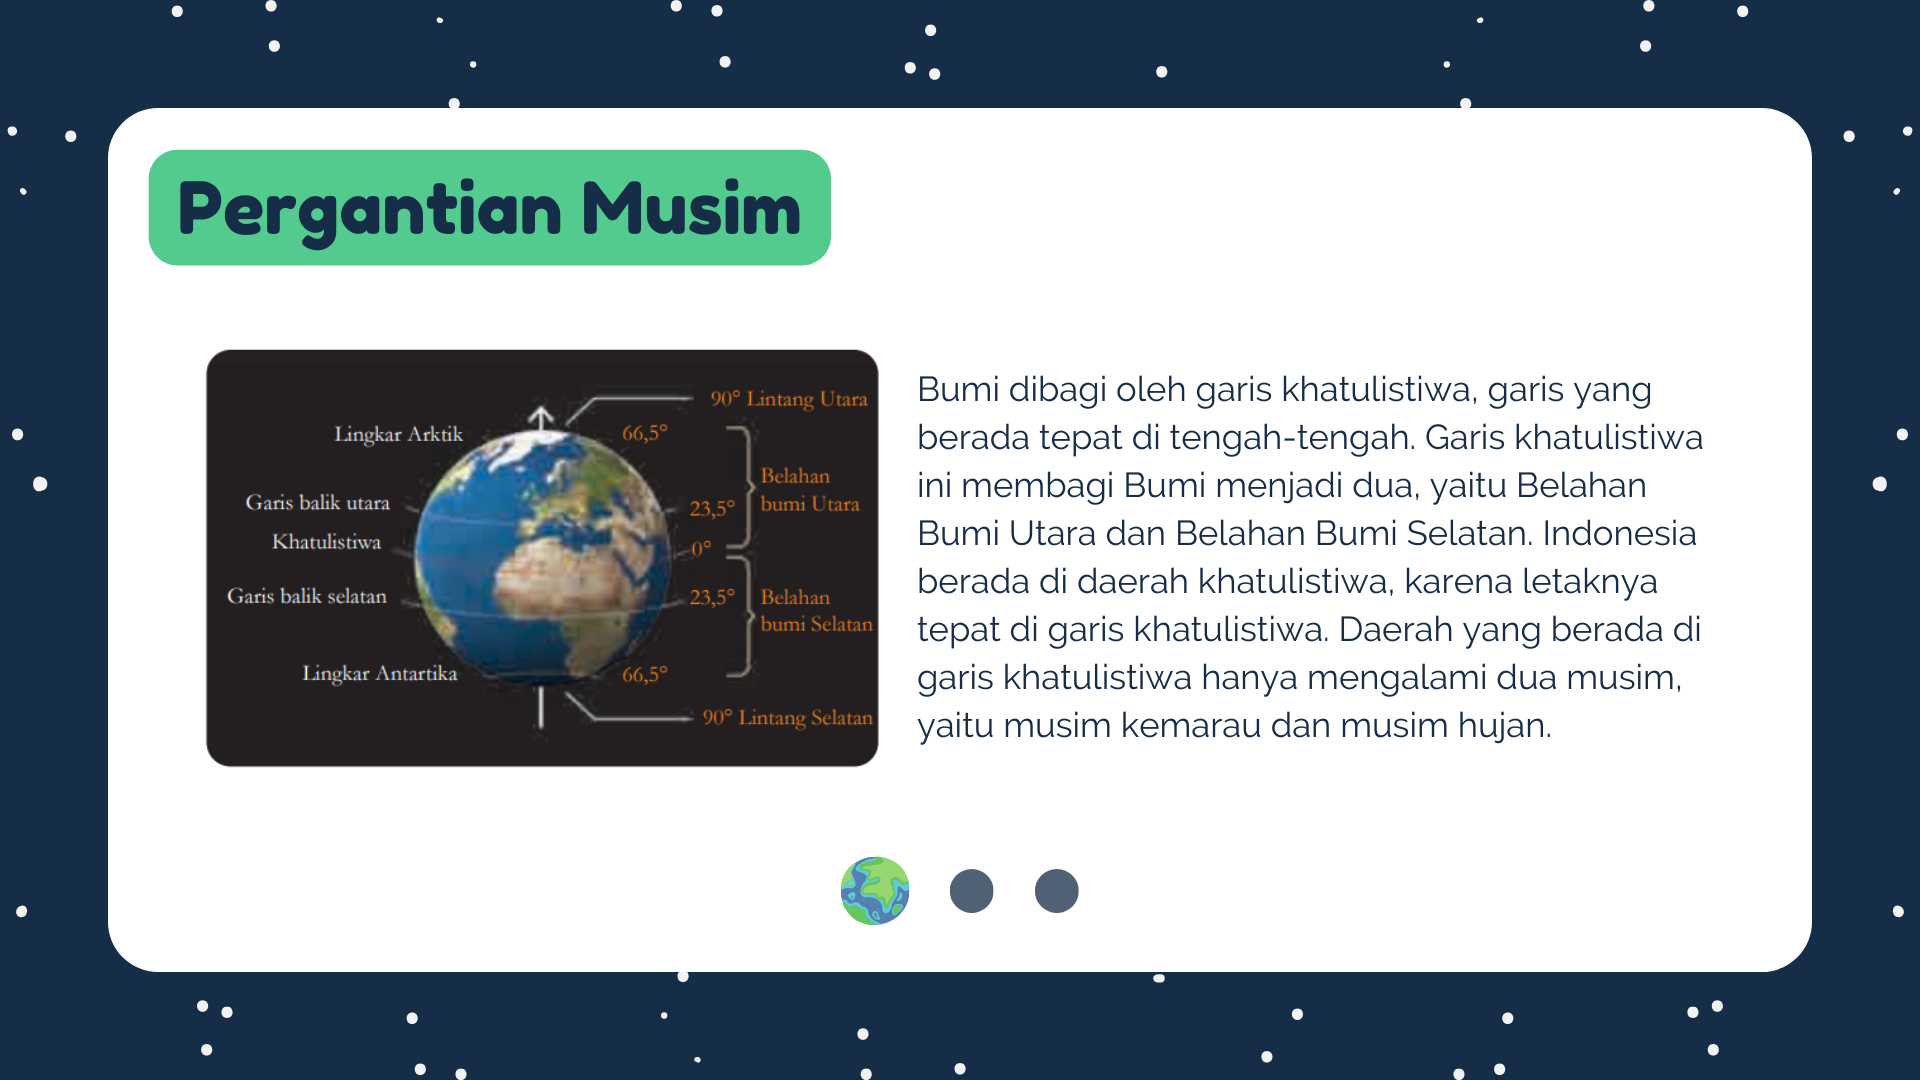 Pergantian Musim
90° Lintang Utara
Lingkar Arktik
66,5°
Belahan
bumi Utara
Garis balik utara
23,5°
Khatulistiwa
0°
Garis balik selatan
23,5°
Belahan
bumi Selatan
Lingkar Antartika
66,5°
90° Lintang Selatan
Bumi dibagi oleh garis khatulistiwa, garis yang
berada tepat di tengah-tengah. Garis khatulistiwa
ini membagi Bumi menjadi dua, yaitu Belahan
Bumi Utara dan Belahan Bumi Selatan. Indonesia
berada di daerah khatulistiwa, karena letaknya
tepat di garis khatulistiwa. Daerah yang berada di
garis khatulistiwa hanya mengalami dua musim,
yaitu musim kemarau dan musim hujan.